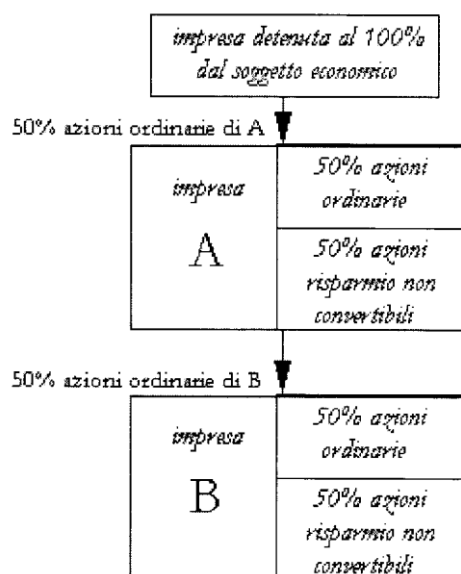 impresa detenuta al 100%
dal soggetto economico
50% azioni ordinarie di A
impresa
A
50% azioni
ordinarie
50% azioni
risparmio non
convertibili
50% azioni ordinarie di B
impresa
B
50% azioni
ordinarie
50% azioni
risparmio non
convertibili